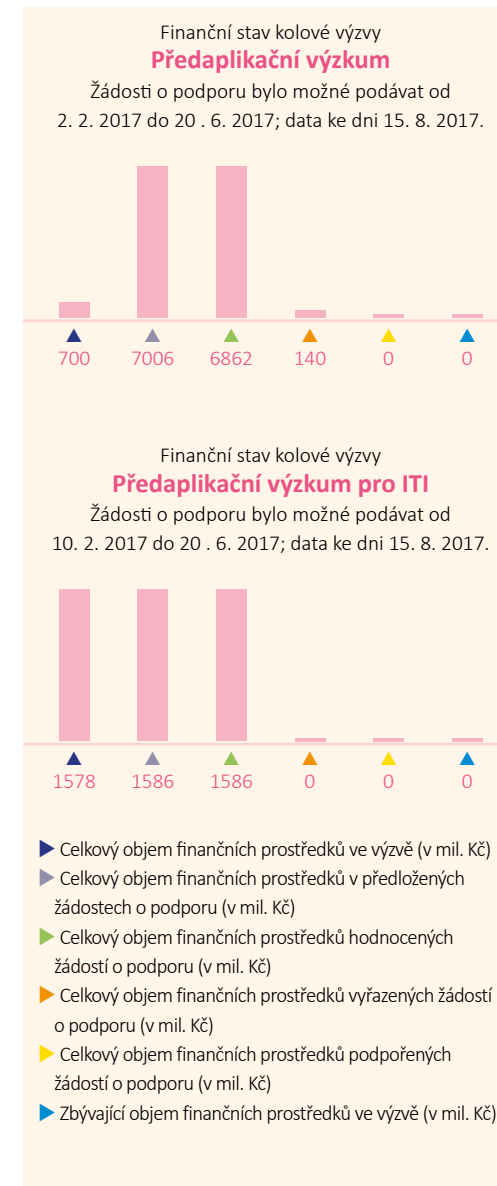 Finanční stav kolové výzvy
Předaplikační výzkum
Žádosti o podporu bylo možné podávat od
2. 2. 2017 do 20 . 6. 2017; data ke dni 15. 8. 2017.
700 7006 6862 140 0 0
Finanční stav kolové výzvy
Předaplikační výzkum pro ITI
Žádosti o podporu bylo možné podávat od
10. 2. 2017 do 20 . 6. 2017; data ke dni 15. 8. 2017.
1578 1586 1586 0 0 0
Celkový objem finančních prostředků ve výzvě (v mil. Kč)
Celkový objem finančních prostředků v předložených
žádostech o podporu (v mil. Kč)
Celkový objem finančních prostředků hodnocených
žádostí o podporu (v mil. Kč)
Celkový objem finančních prostředků vyřazených žádostí
o podporu (v mil. Kč)
Celkový objem finančních prostředků podpořených
žádostí o podporu (v mil. Kč)
Zbývající objem finančních prostředků ve výzvě (v mil. Kč)